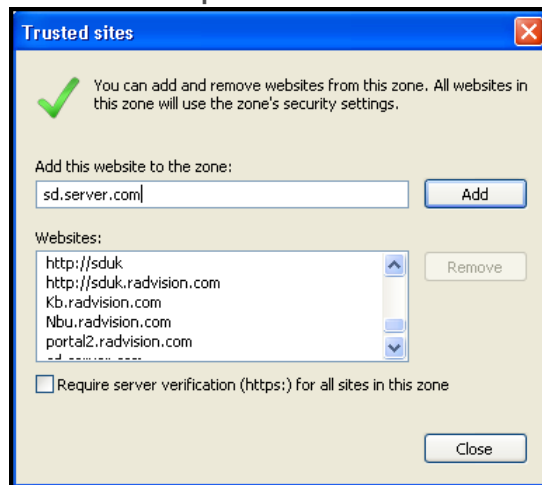 Trusted sites
You can add and remove websites from this zone. All websites in
this zone will use the zone's security settings.
Add this website to the zone:
sd.server.com
Add
Websites:
http://sduk
http://sduk.radvision.com
Kb.radvision.com
Nbu.radvision.com
portal2.radvision.com
Remove
Require server verification (https:) for all sites in this zone
Close